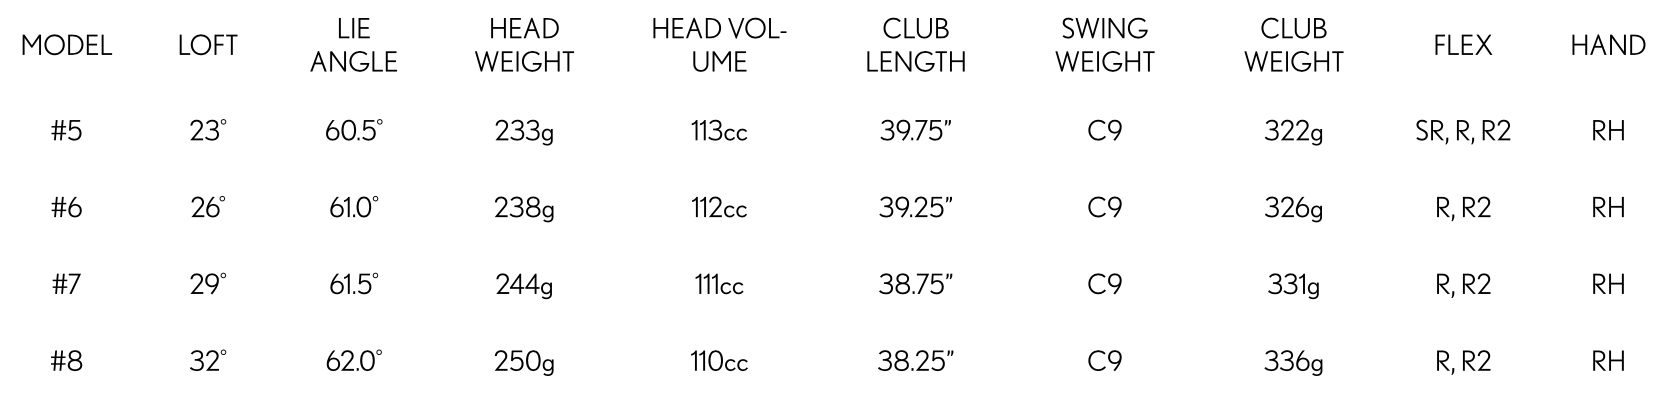 MODEL LOFT LIE ANGLE HEAD WEIGHT HEAD VOL-UME CLUB LENGTH SWING WEIGHT CLUB WEIGHT FLEX HAND
#5 23° 60.5° 233g 113cc 39.75” C9 322g SR, R, R2 RH
#6 26° 61.0° 238g 112cc 39.25” C9 326g R, R2 RH
#7 29° 61.5° 244g 111cc 38.75” C9 331g R, R2 RH
#8 32° 62.0° 250g 110cc 38.25” C9 336g R, R2 RH